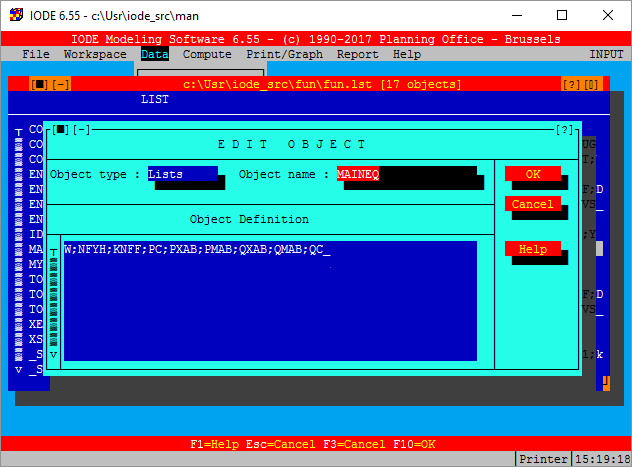 IODE 6.55 - c:\Usr\iode_src\man
IODE Modeling Software 6.55 - (c) 1990-2017 Planning Office - Brussels
File Workspace Data Compute Print/Graph Report Help INPUT
[■][-] c:\Usr\iode_src\fun\fun.lst [17 objects] [?][▯]
LIST
CO
[■][-] [?]
CO UG
E D I T O B J E C T
CO T;
EN
Object type : Lists Object name : MAINEQ OK
EN F;D
EN VS_
Cancel
EN
Object Definition
ID ;Y
MA
W;NFYH;KNFF;PC;PXAB;PMAB;QXAB;QMAB;QC_
Help
MY
TO
TO
TO F;D
TO VS_
XE
XS
_S 1;k
_S
F1=Help Esc=Cancel F3=Cancel F10=OK
Printer 15:19:18